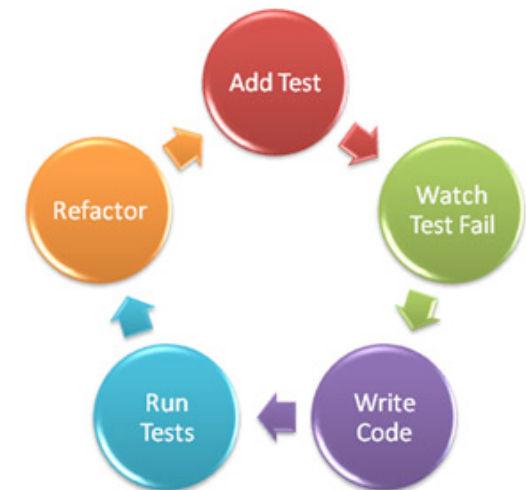 Add Test
Watch
Test Fail
Write
Code
Run
Tests
Refactor